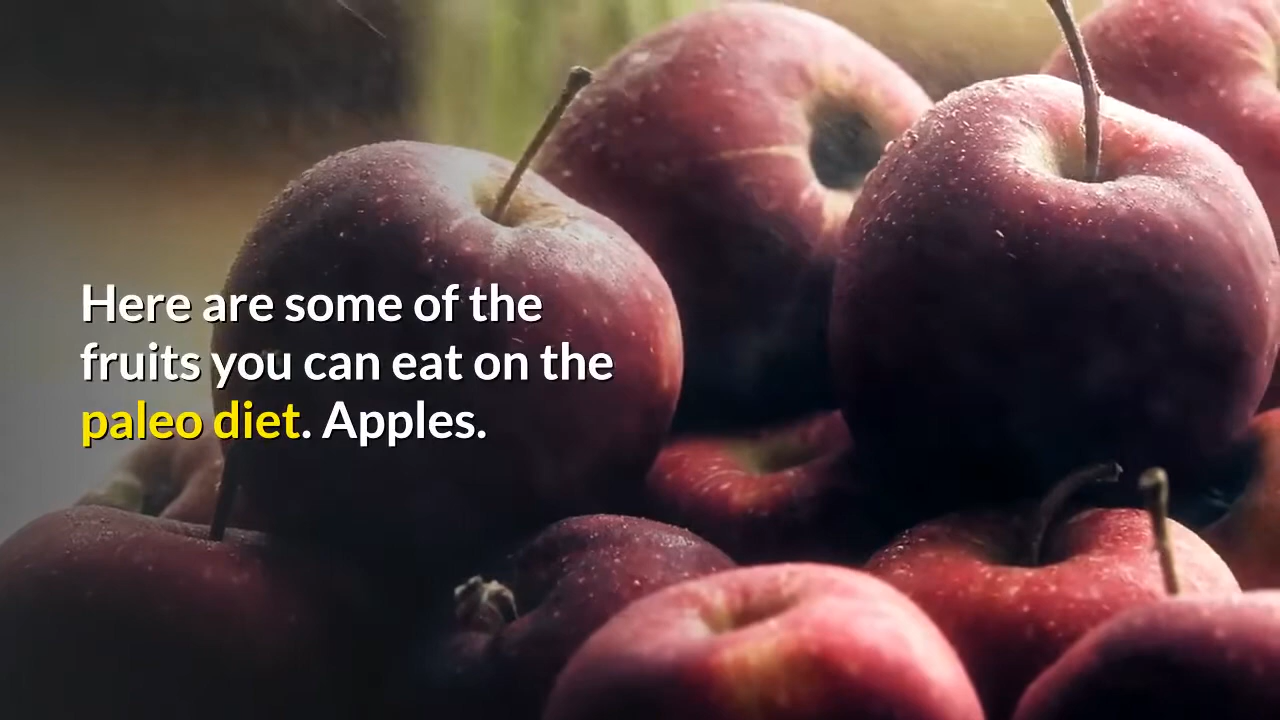 Here are some of the
fruits you can eat on the
paleo diet. Apples.